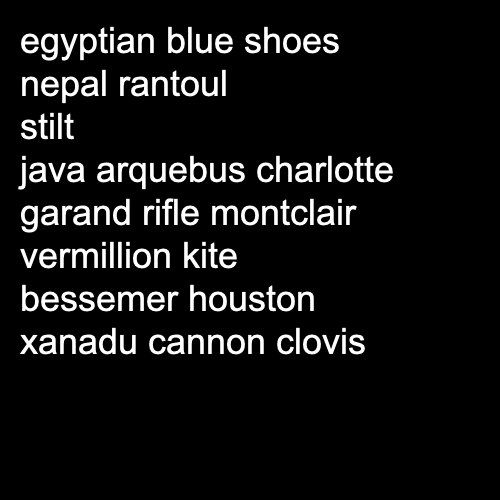 egyptian blue shoes
nepal rantoul
stilt
java arquebus charlotte
garand rifle montclair
vermillion kite
bessemer houston
xanadu cannon clovis